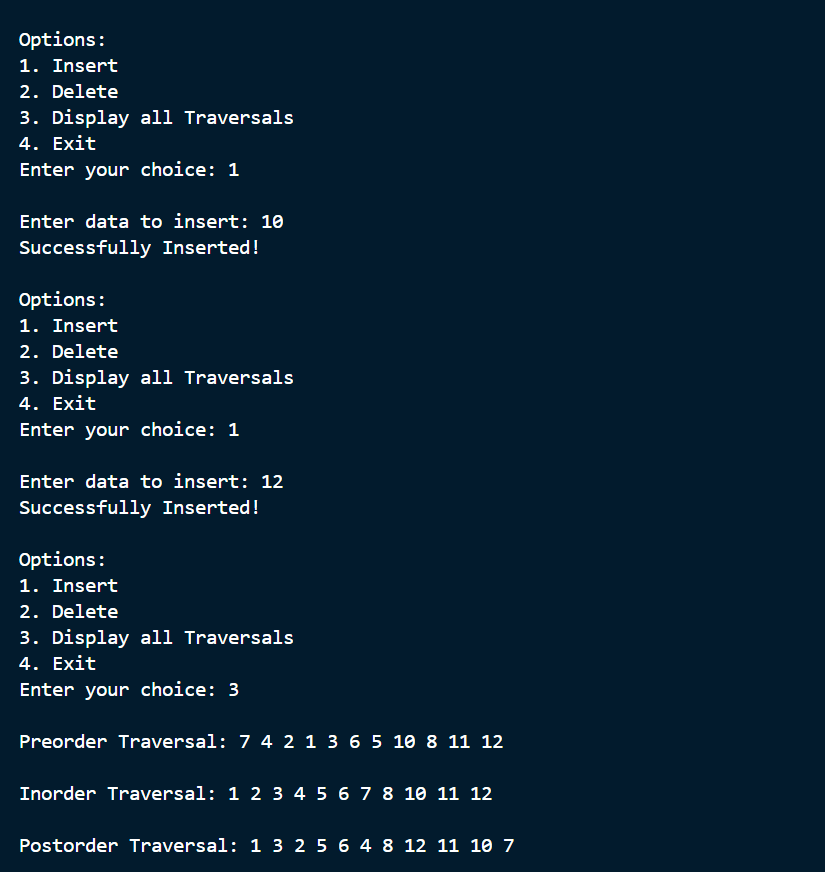 Options:
1. Insert
2. Delete
3. Display all Traversals
4. Exit
Enter your choice: 1
Enter data to insert: 10
Successfully Inserted!
Options:
1. Insert
2. Delete
3. Display all Traversals
4. Exit
Enter your choice: 1
Enter data to insert: 12
Successfully Inserted!
Options:
1. Insert
2. Delete
3. Display all Traversals
4. Exit
Enter your choice: 3
Preorder Traversal: 7 4 2 1 3 6 5 10 8 11 12
Inorder Traversal: 1 2 3 4 5 6 7 8 10 11 12
Postorder Traversal: 1 3 2 5 6 4 8 12 11 10 7